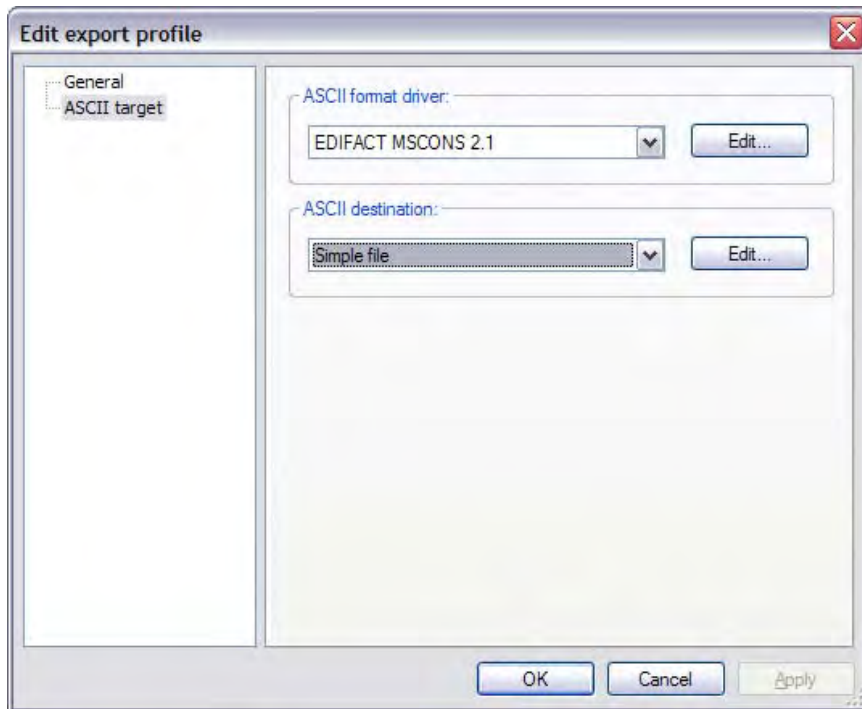 Edit export profile
General
ASCII target
ASCII format driver:
EDIFACT MSCONS 2.1
Edit...
ASCII destination:
Simple file
Edit...
OK
Cancel
Apply